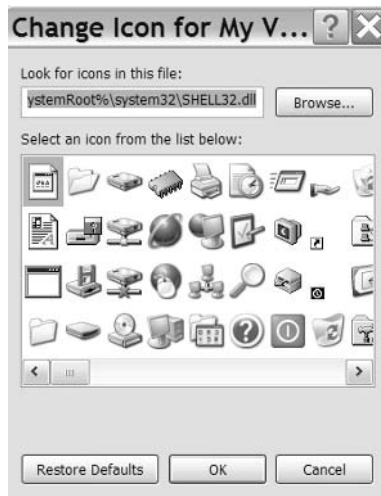 Change Icon for My V...
Look for icons in this file:
ystemRoot%\system32\SHELL32.dll
Browse...
Select an icon from the list below:
Restore Defaults
OK
Cancel